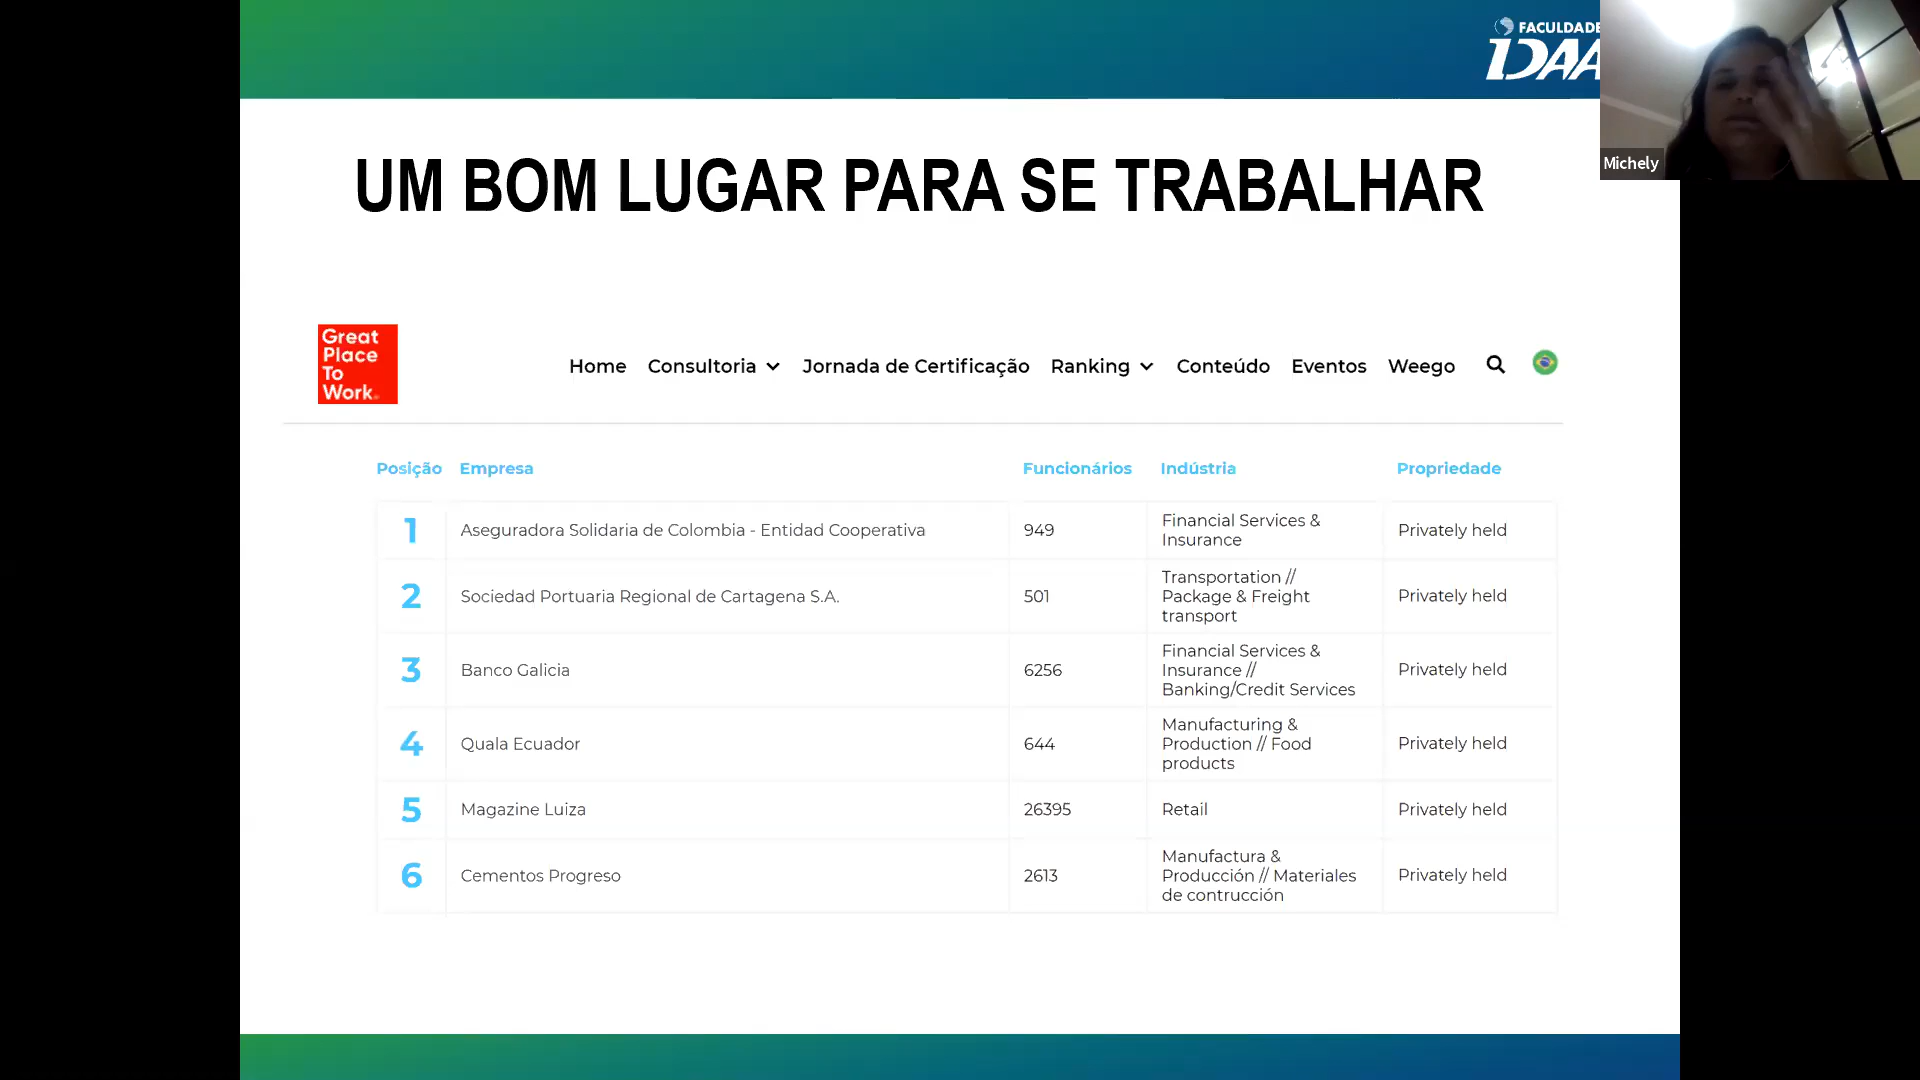 FACULDADE
IDAA
Michely
UM BOM LUGAR PARA SE TRABALHAR
Great
Place
To
Work.
Home Consultoria Jornada de Certificação Ranking Conteúdo Eventos Weego
Posição Empresa Funcionários Indústria Propriedade
1 Aseguradora Solidaria de Colombia - Entidad Cooperativa 949 Financial Services &
Insurance Privately held
2 Sociedad Portuaria Regional de Cartagena S.A. 501 Transportation //
Package & Freight
transport Privately held
3 Banco Galicia 6256 Financial Services &
Insurance //
Banking/Credit Services Privately held
4 Quala Ecuador 644 Manufacturing &
Production // Food
products Privately held
5 Magazine Luiza 26395 Retail Privately held
6 Cementos Progreso 2613 Manufactura &
Producción // Materiales
de contrucción Privately held